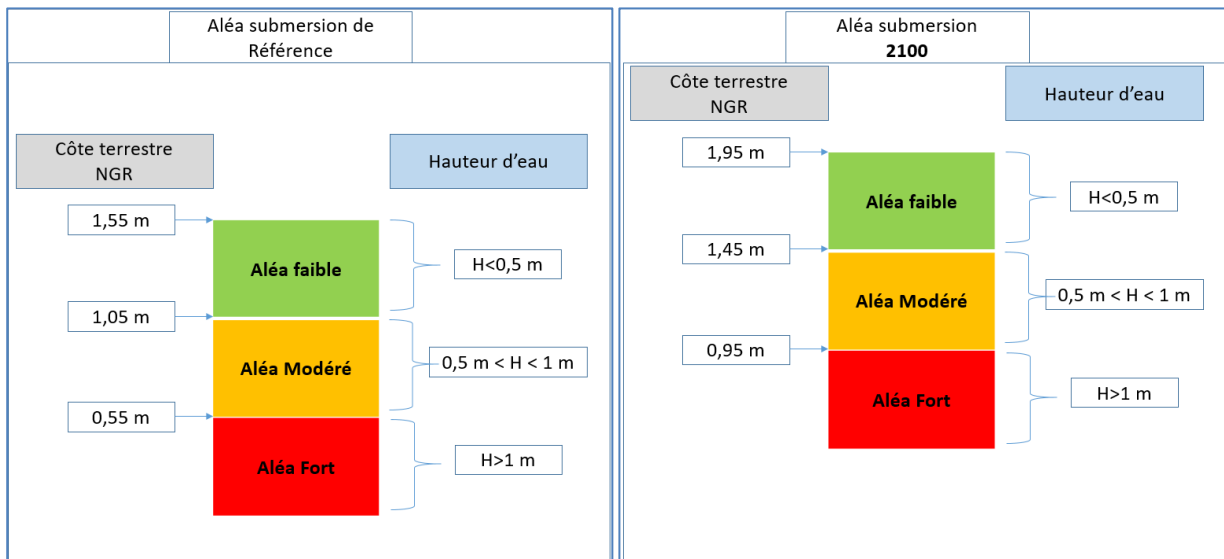 Aléa submersion de
Référence
Côte terrestre
NGR
Hauteur d'eau
1,55 m
Aléa faible
H<0,5 m
1,05 m
Aléa Modéré
0,5 m < H < 1 m
0,55 m
Aléa Fort
H>1 m
Aléa submersion
2100
Côte terrestre
NGR
Hauteur d'eau
1,95 m
Aléa faible
H<0,5 m
1,45 m
Aléa Modéré
0,5 m < H < 1 m
0,95 m
Aléa Fort
H>1 m